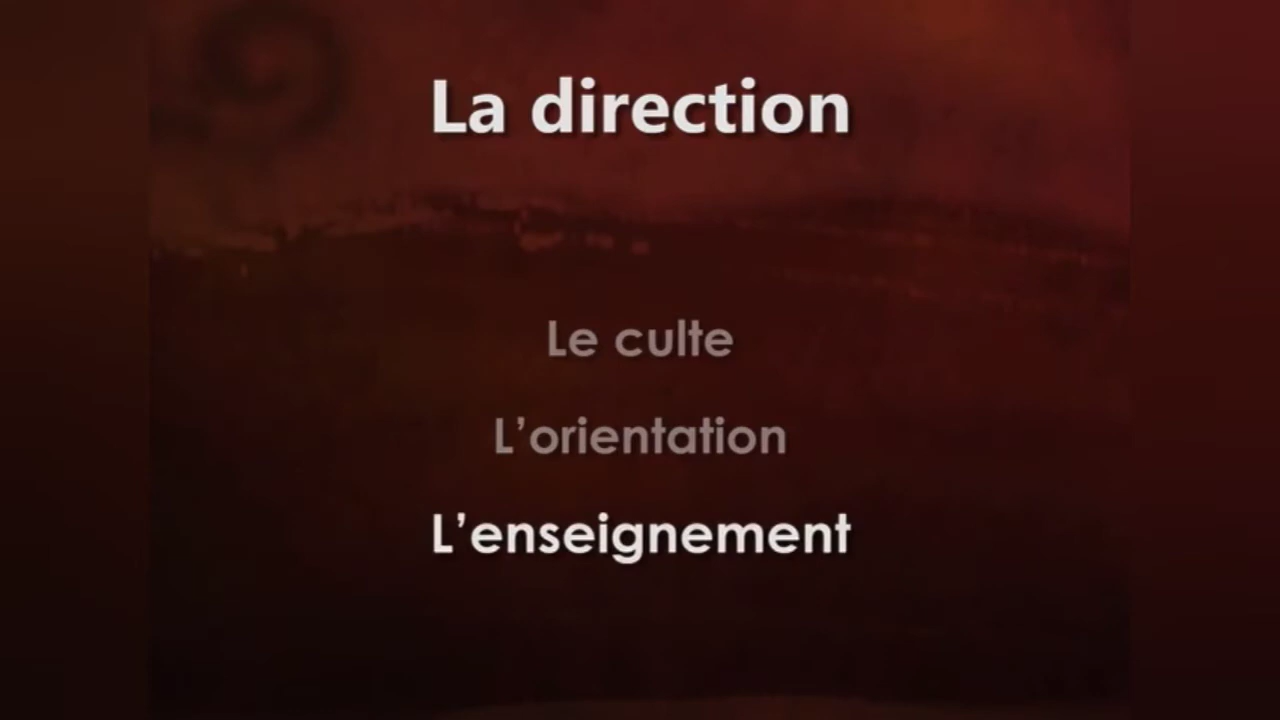 La direction
Le culte
L’orientation
L’enseignement